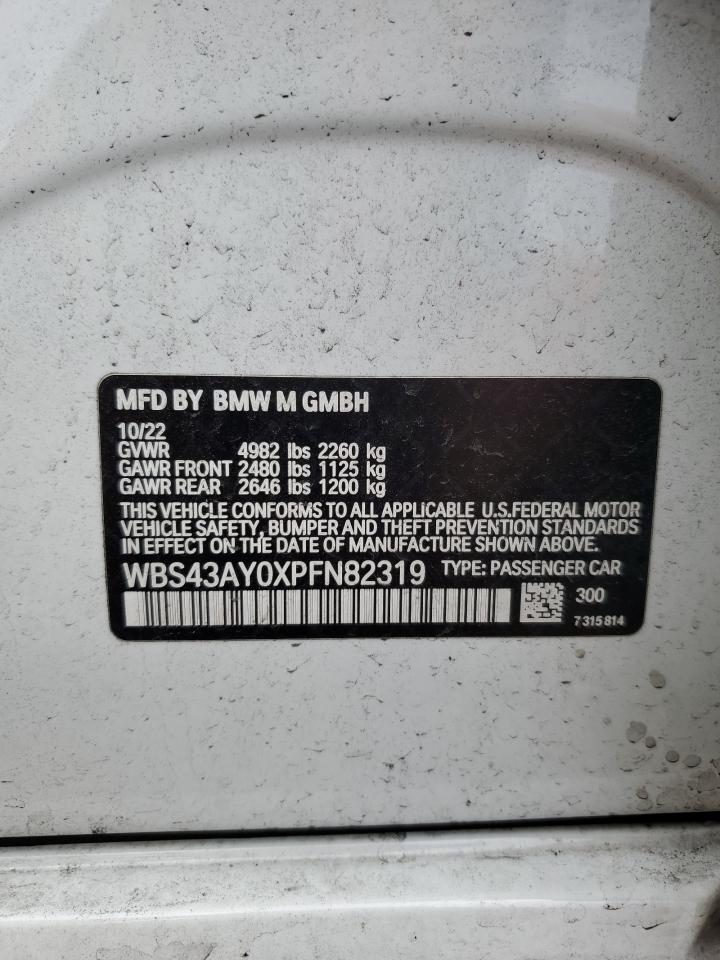 MFD BY BMW M GMBH
10/22
GVWR 4982 lbs 2260 kg
GAWR FRONT 2480 lbs 1125 kg
GAWR REAR 2646 lbs 1200 kg
THIS VEHICLE CONFORMS TO ALL APPLICABLE U.S.FEDERAL MOTOR
VEHICLE SAFETY, BUMPER AND THEFT PREVENTION STANDARDS
IN EFFECT ON THE DATE OF MANUFACTURE SHOWN ABOVE.
WBS43AY0XPFN82319 TYPE: PASSENGER CAR
300
7 315 814